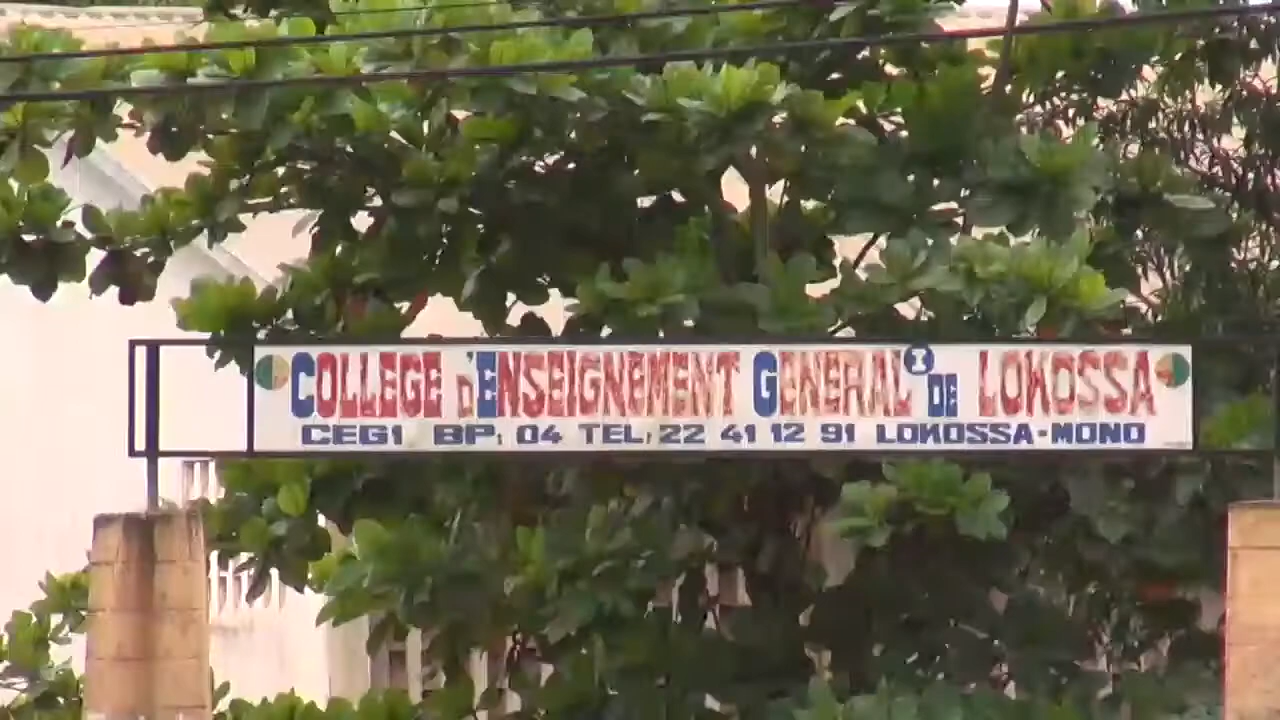 COLLEGE D'ENSEIGNEMENT GENERAL I DE LOKOSSA
CEG1 BP: 04 TEL: 22 41 12 91 LOKOSSA-MONO